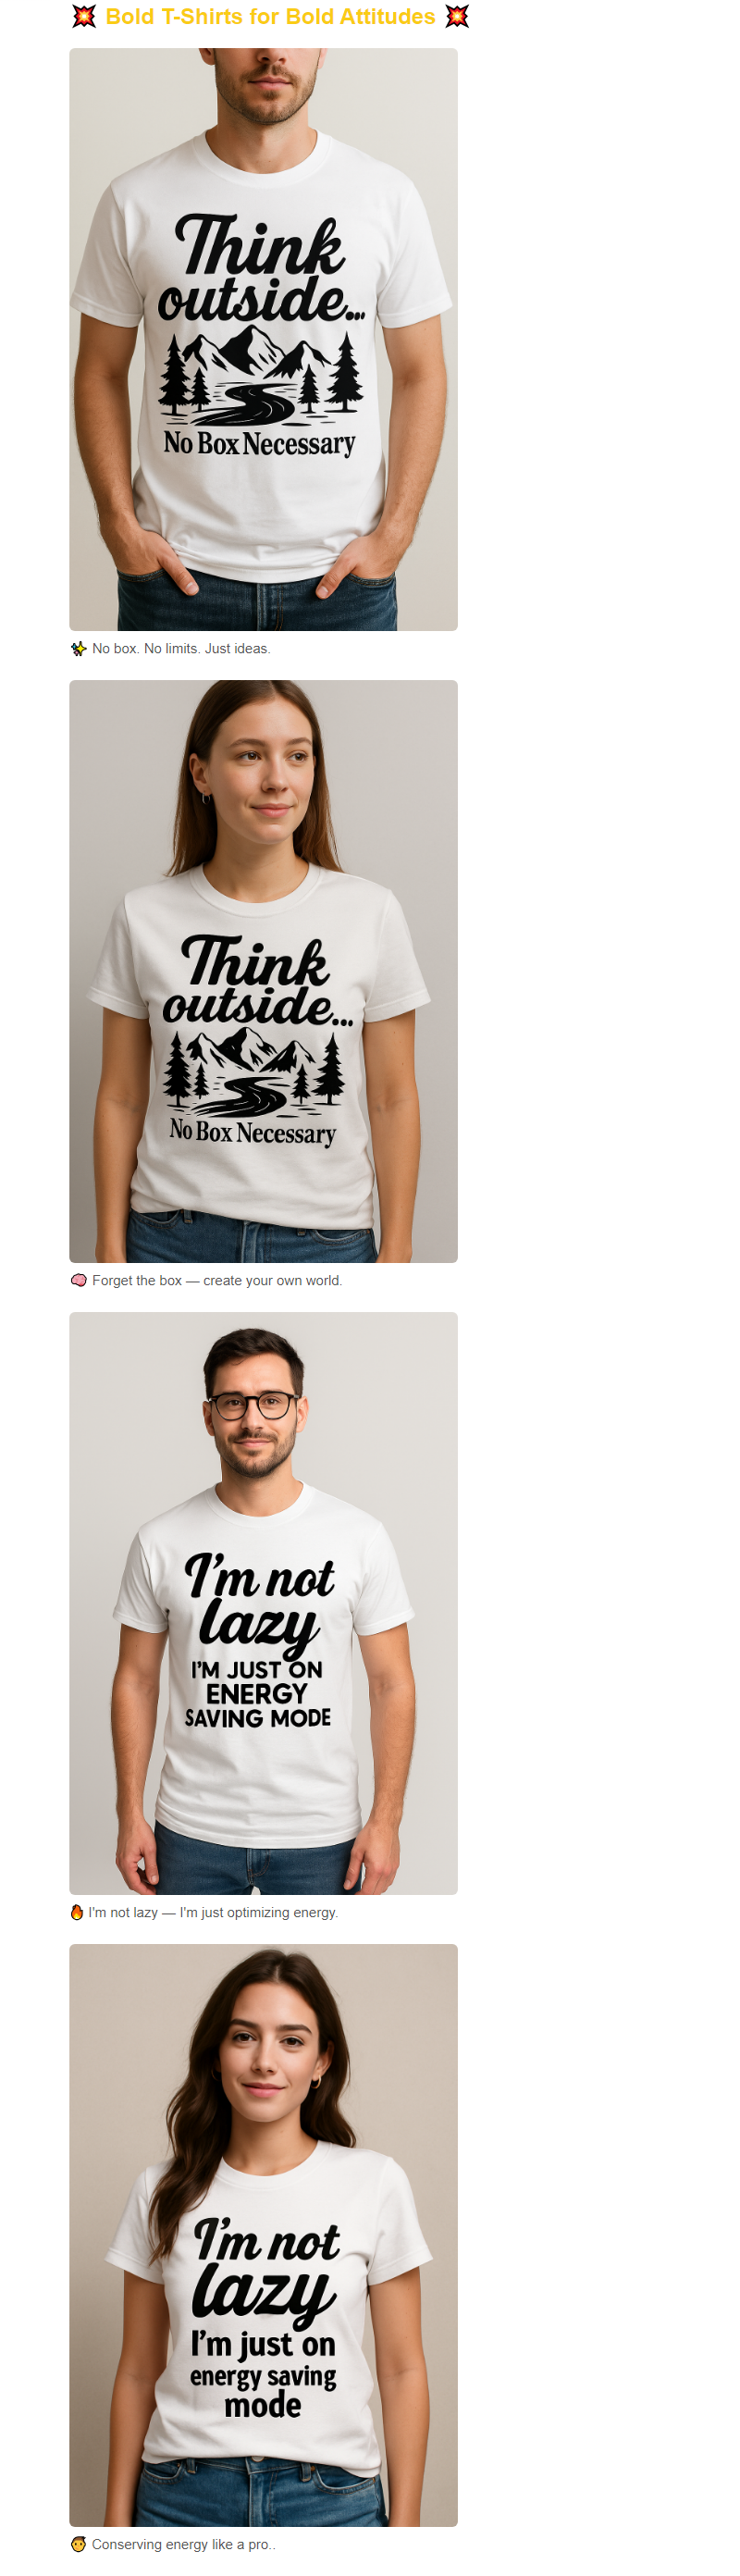 💥 Bold T-Shirts for Bold Attitudes 💥
Think
outside...
No Box Necessary
✨ No box. No limits. Just ideas.
Think
outside...
No Box Necessary
🧠 Forget the box — create your own world.
I'm not
lazy
I'M JUST ON
ENERGY
SAVING MODE
🔥 I'm not lazy — I'm just optimizing energy.
I'm not
lazy
I'm just on
energy saving
mode
🧑 Conserving energy like a pro..